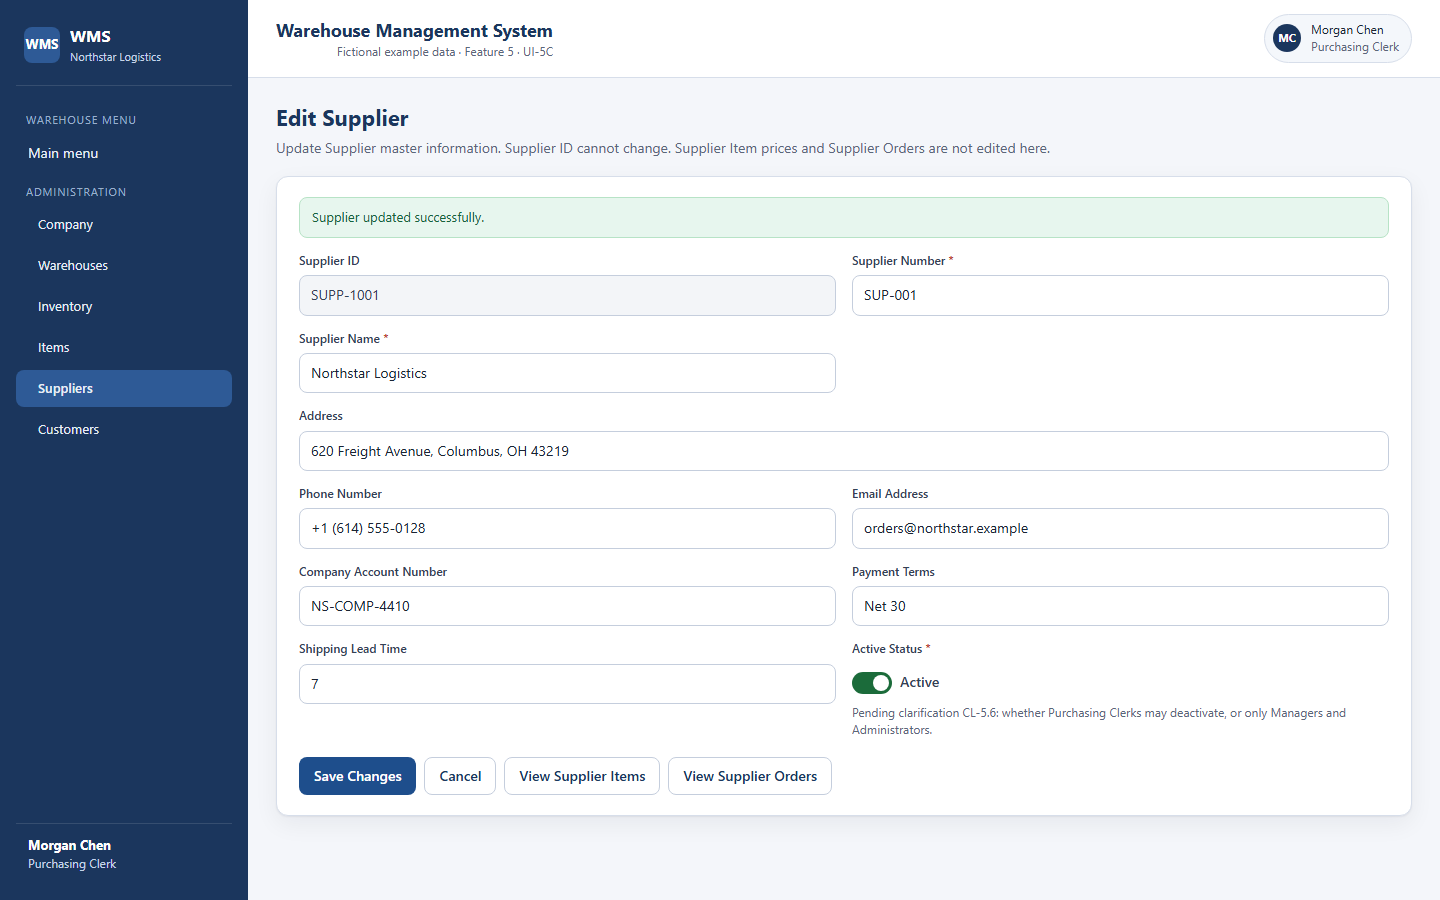 WMS
WMS
Northstar Logistics
WAREHOUSE MENU
Main menu
ADMINISTRATION
Company
Warehouses
Inventory
Items
Suppliers
Customers
Morgan Chen
Purchasing Clerk
Warehouse Management System
Fictional example data · Feature 5 · UI-5C
MC
Morgan Chen
Purchasing Clerk
Edit Supplier
Update Supplier master information. Supplier ID cannot change. Supplier Item prices and Supplier Orders are not edited here.
Supplier updated successfully.
Supplier ID
SUPP-1001
Supplier Number *
SUP-001
Supplier Name *
Northstar Logistics
Address
620 Freight Avenue, Columbus, OH 43219
Phone Number
+1 (614) 555-0128
Email Address
orders@northstar.example
Company Account Number
NS-COMP-4410
Payment Terms
Net 30
Shipping Lead Time
7
Active Status *
Active
Pending clarification CL-5.6: whether Purchasing Clerks may deactivate, or only Managers and
Administrators.
Save Changes
Cancel
View Supplier Items
View Supplier Orders